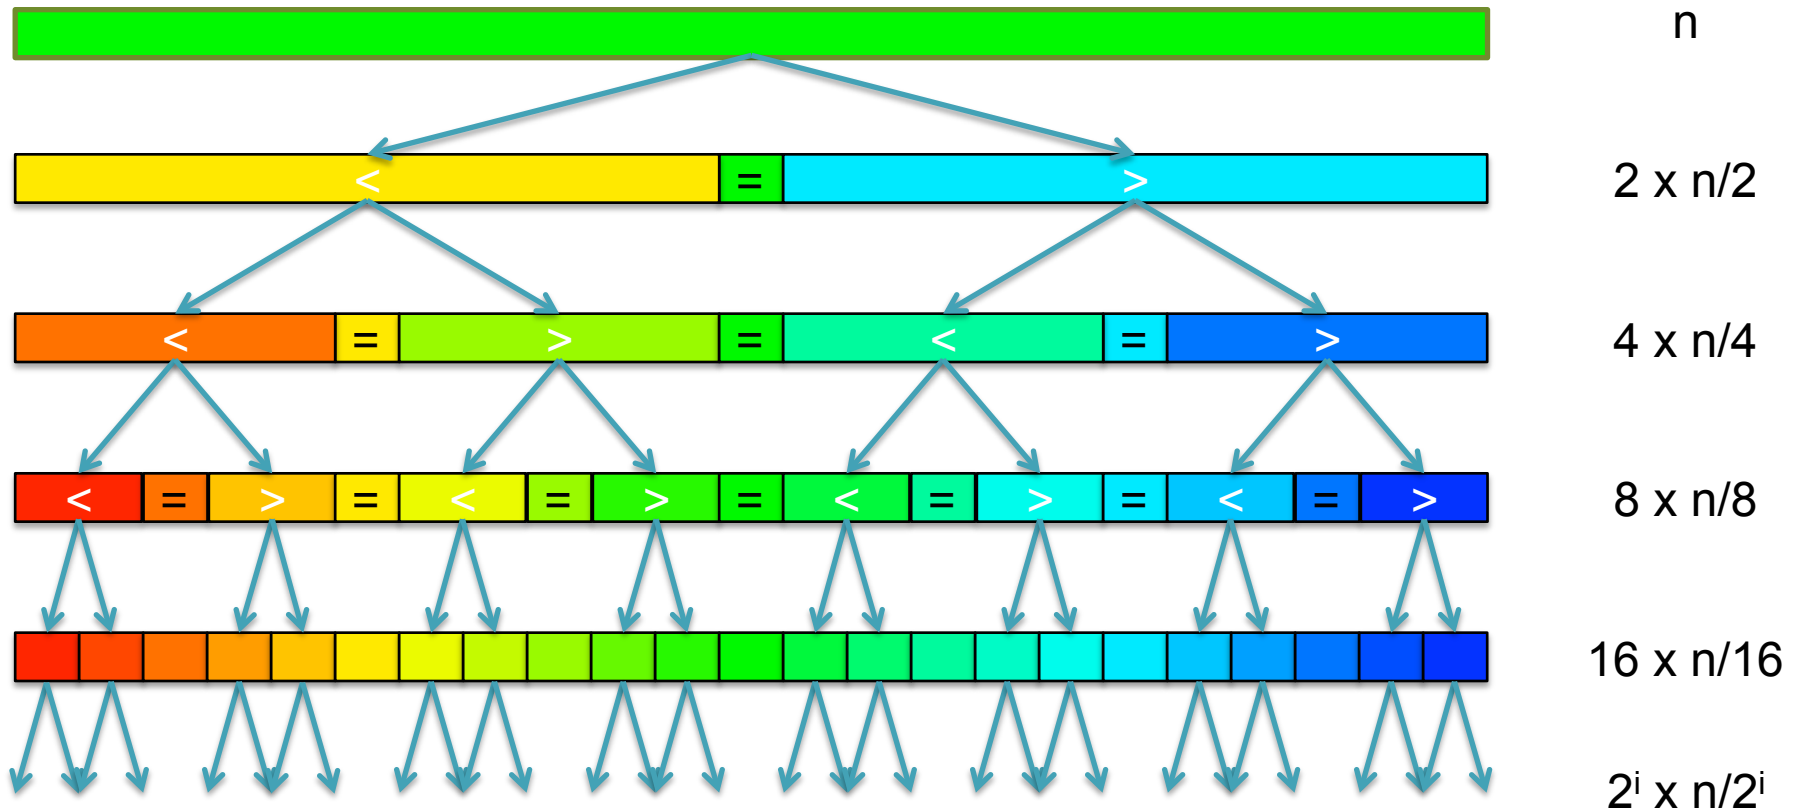 n
< = > 2 x n/2
< = > = < = > 4 x n/4
< = > = < = > = < = > = < = > 8 x n/8
16 x n/16
2ⁱ x n/2ⁱ